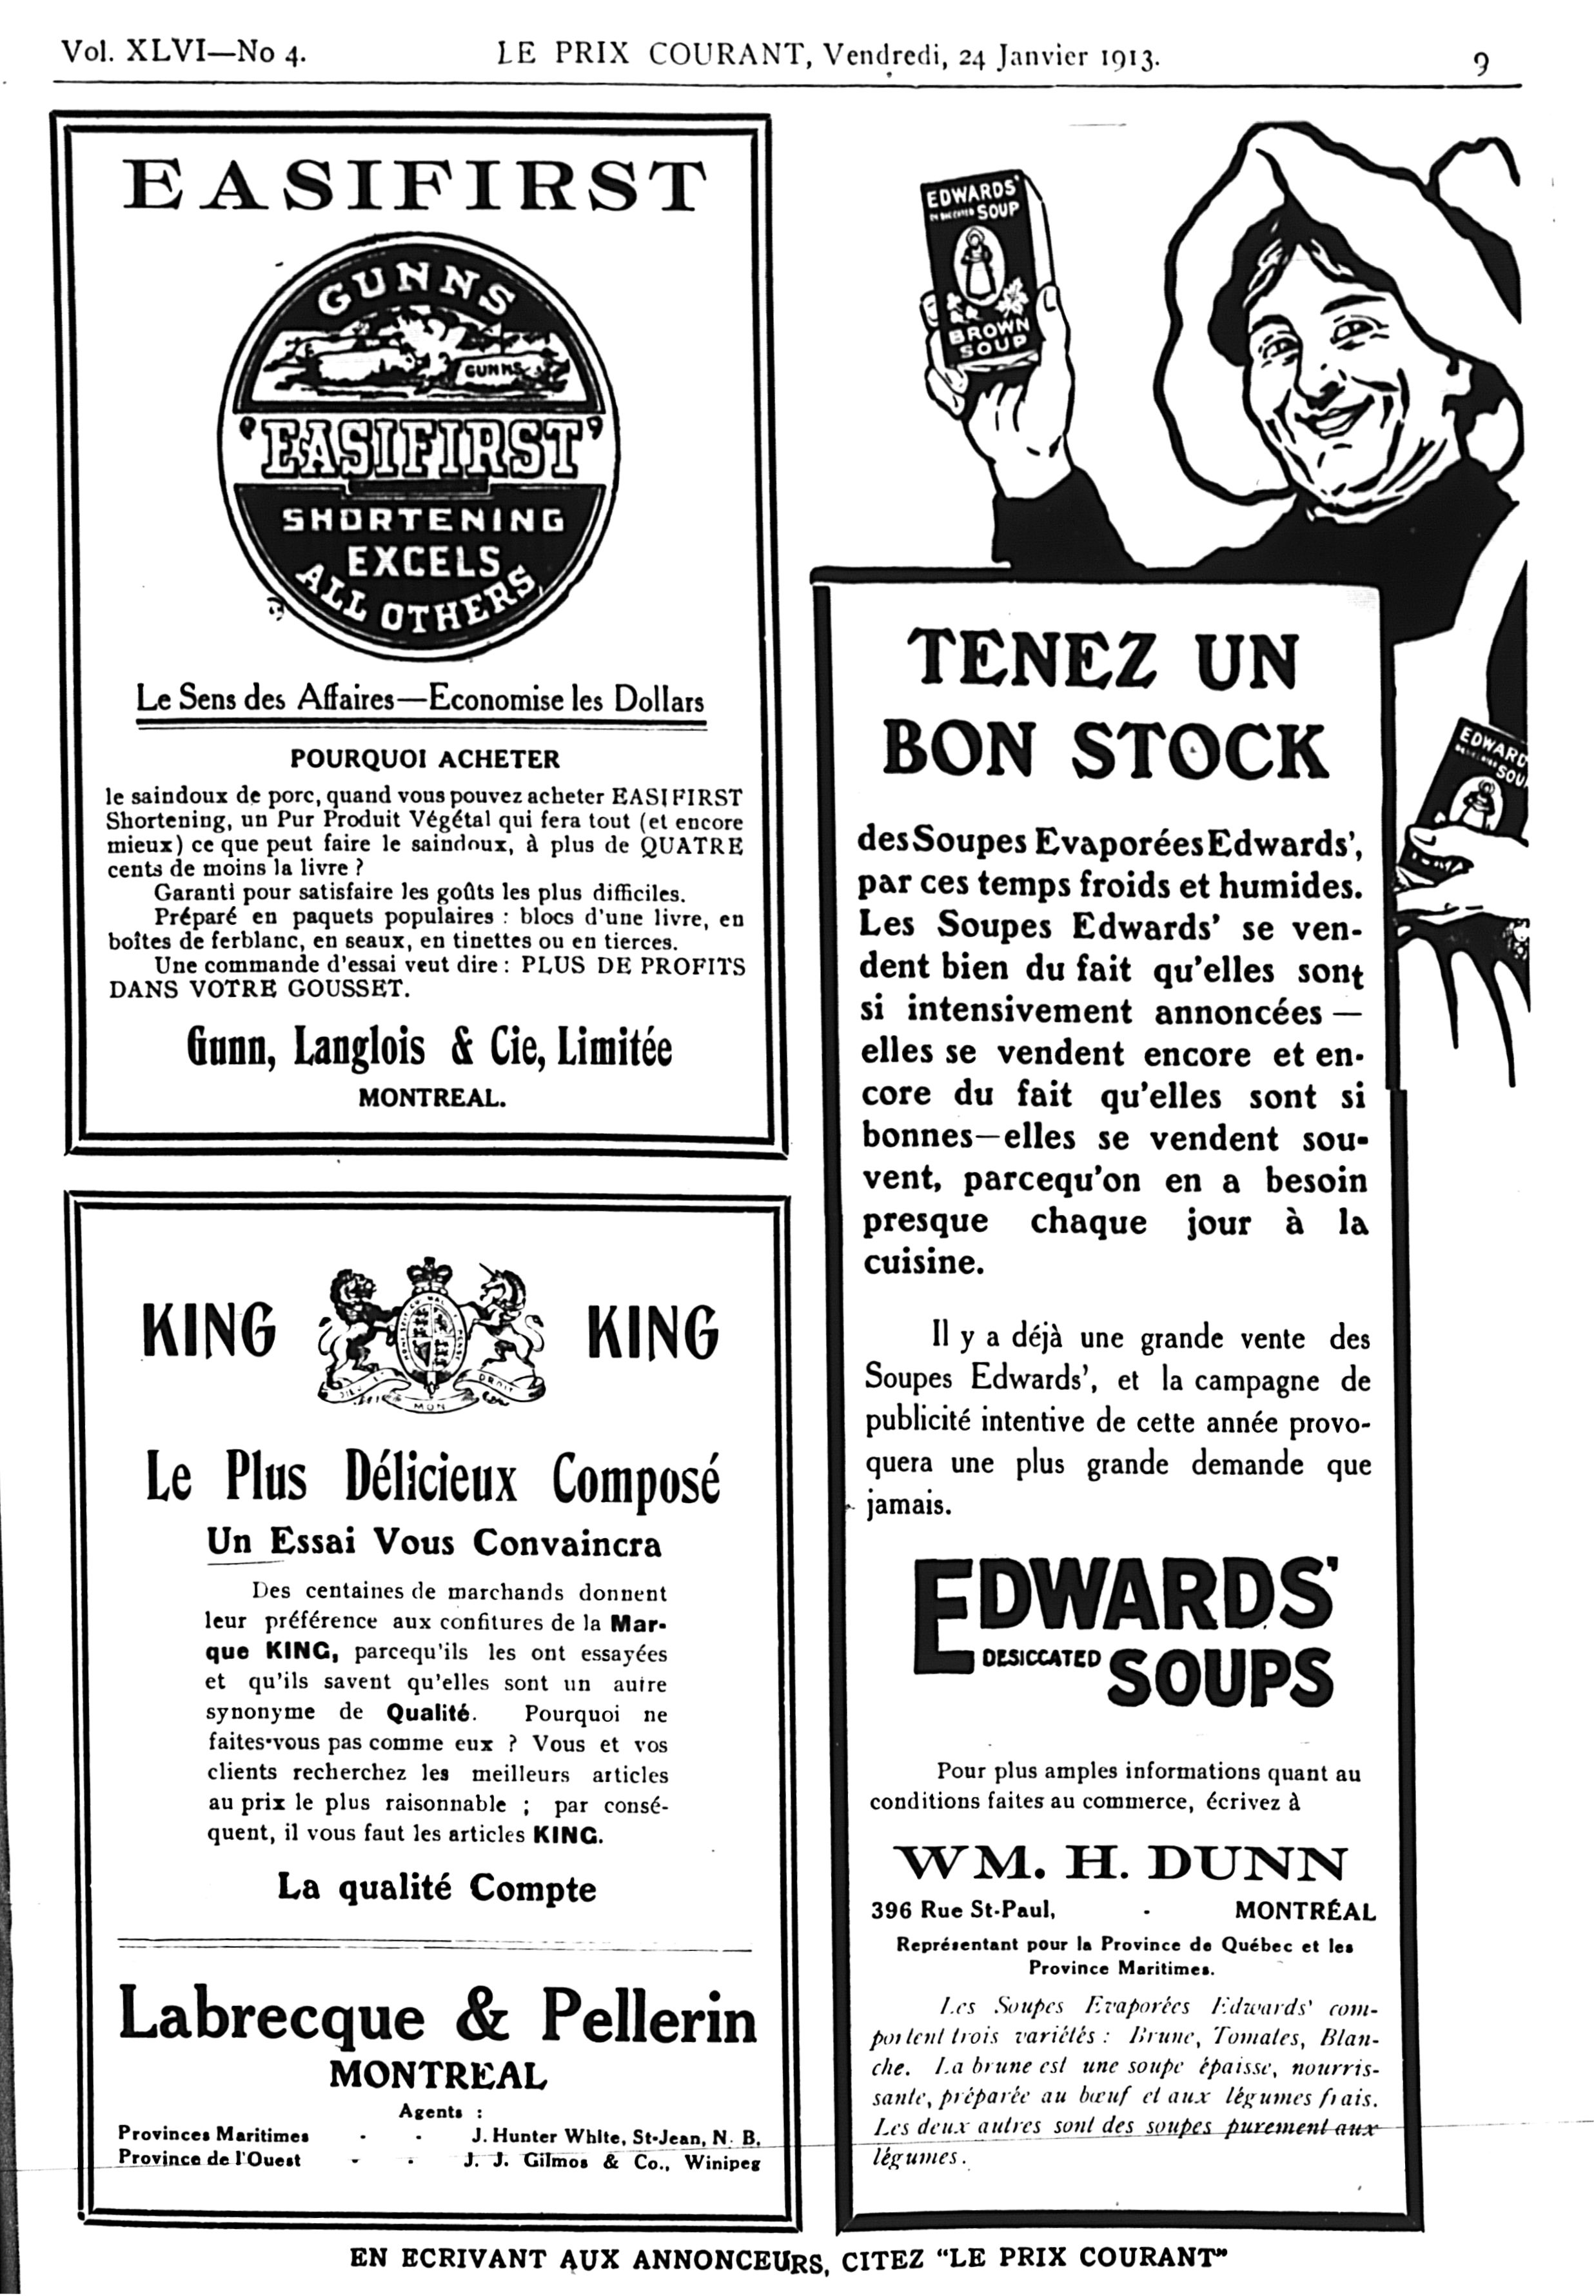 Vol. XLVI—No 4.
LE PRIX COURANT, Vendredi, 24 Janvier 1913.
9
EASIFIRST
GUNNS
GUNNS
'EASIFIRST'
SHORTENING
EXCELS
ALL OTHERS
Le Sens des Affaires—Economise les Dollars
POURQUOI ACHETER
le saindoux de porc, quand vous pouvez acheter EASIFIRST
Shortening, un Pur Produit Végétal qui fera tout (et encore
mieux) ce que peut faire le saindoux, à plus de QUATRE
cents de moins la livre ?
Garanti pour satisfaire les goûts les plus difficiles.
Préparé en paquets populaires : blocs d'une livre, en
boîtes de ferblanc, en seaux, en tinettes ou en tierces.
Une commande d'essai veut dire : PLUS DE PROFITS
DANS VOTRE GOUSSET.
Gunn, Langlois & Cie, Limitée
MONTREAL.
KING KING
DIEU ET MON DROIT
Le Plus Délicieux Composé
Un Essai Vous Convaincra
Des centaines de marchands donnent
leur préférence aux confitures de la Mar-
que KING, parcequ'ils les ont essayées
et qu'ils savent qu'elles sont un autre
synonyme de Qualité. Pourquoi ne
faites-vous pas comme eux ? Vous et vos
clients recherchez les meilleurs articles
au prix le plus raisonnable ; par consé-
quent, il vous faut les articles KING.
La qualité Compte
Labrecque & Pellerin
MONTREAL
Agents :
Provinces Maritimes - - J. Hunter White, St-Jean, N. B.
Province de l'Ouest - - J. J. Gilmos & Co., Winipeg
EDWARDS'
DESICCATED SOUP
BROWN
SOUP
EDWARD
SOU
TENEZ UN
BON STOCK
des Soupes Evaporées Edwards',
par ces temps froids et humides.
Les Soupes Edwards' se ven-
dent bien du fait qu'elles sont
si intensivement annoncées —
elles se vendent encore et en-
core du fait qu'elles sont si
bonnes—elles se vendent sou-
vent, parcequ'on en a besoin
presque chaque jour à la
cuisine.
Il y a déjà une grande vente des
Soupes Edwards', et la campagne de
publicité intentive de cette année provo-
quera une plus grande demande que
jamais.
EDWARDS'
DESICCATED SOUPS
Pour plus amples informations quant au
conditions faites au commerce, écrivez à
WM. H. DUNN
396 Rue St-Paul, - MONTRÉAL
Représentant pour la Province de Québec et les
Province Maritimes.
Les Soupes Evaporées Edwards' com-
portent trois variétés : Brune, Tomates, Blan-
che. La brune est une soupe épaisse, nourris-
sante, préparée au bœuf et aux légumes frais.
Les deux autres sont des soupes purement aux
légumes.
EN ECRIVANT AUX ANNONCEURS, CITEZ "LE PRIX COURANT"